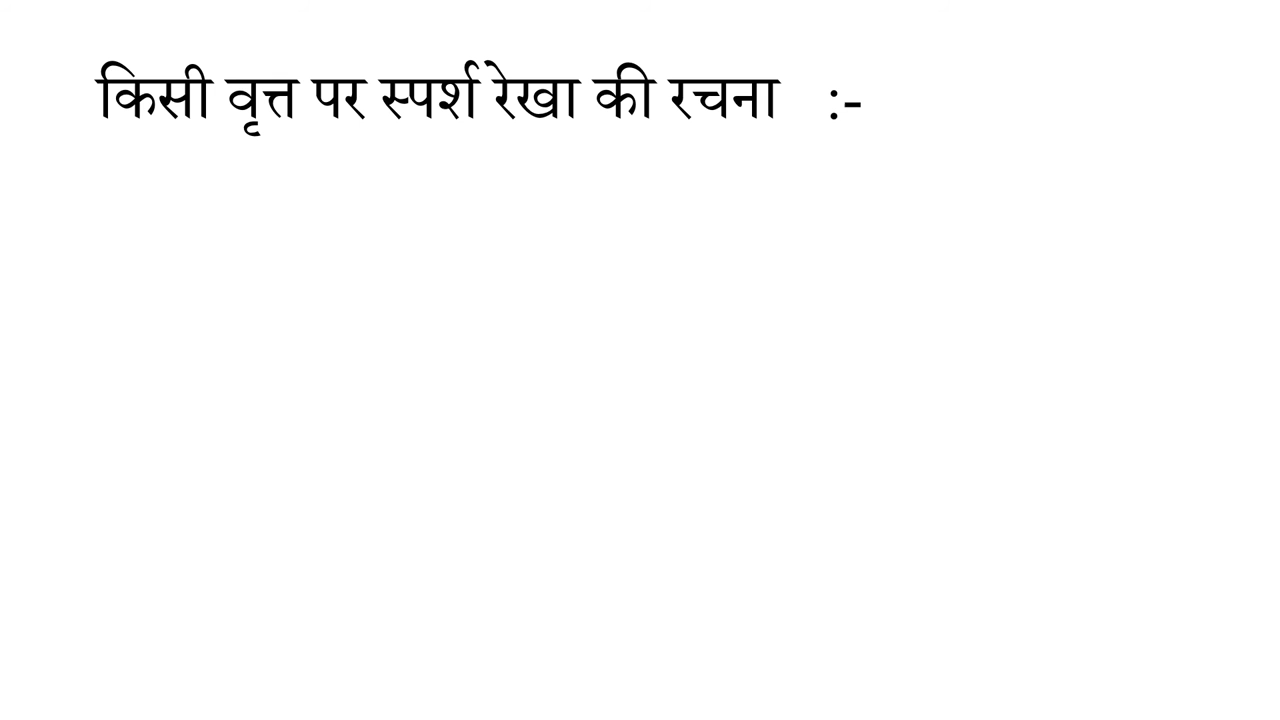 किसी वृत्त पर स्पर्श रेखा की रचना :-